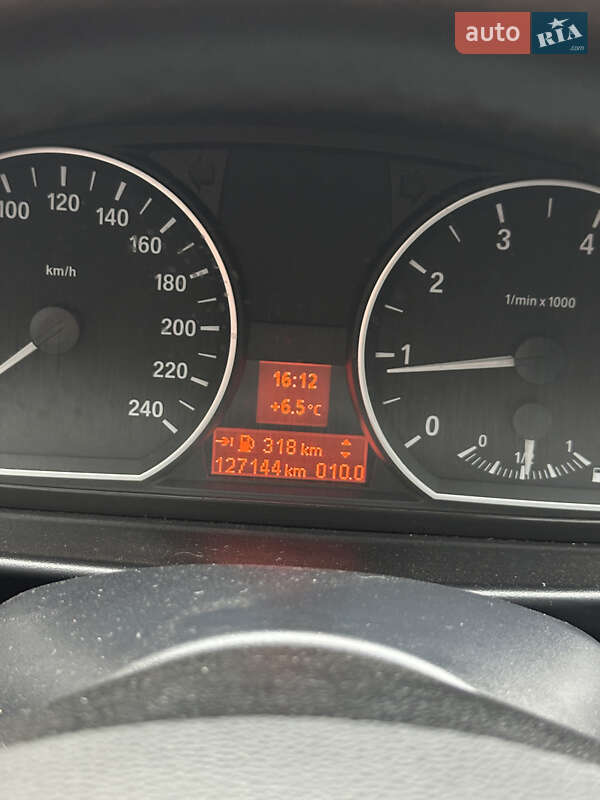 auto RIA .com
100 120 140 160 180 200 220 240
km/h
0 1 2 3 4
1/min x 1000
16:12
+6.5°C
318 km
127144 km 010.0
0 1/ 1